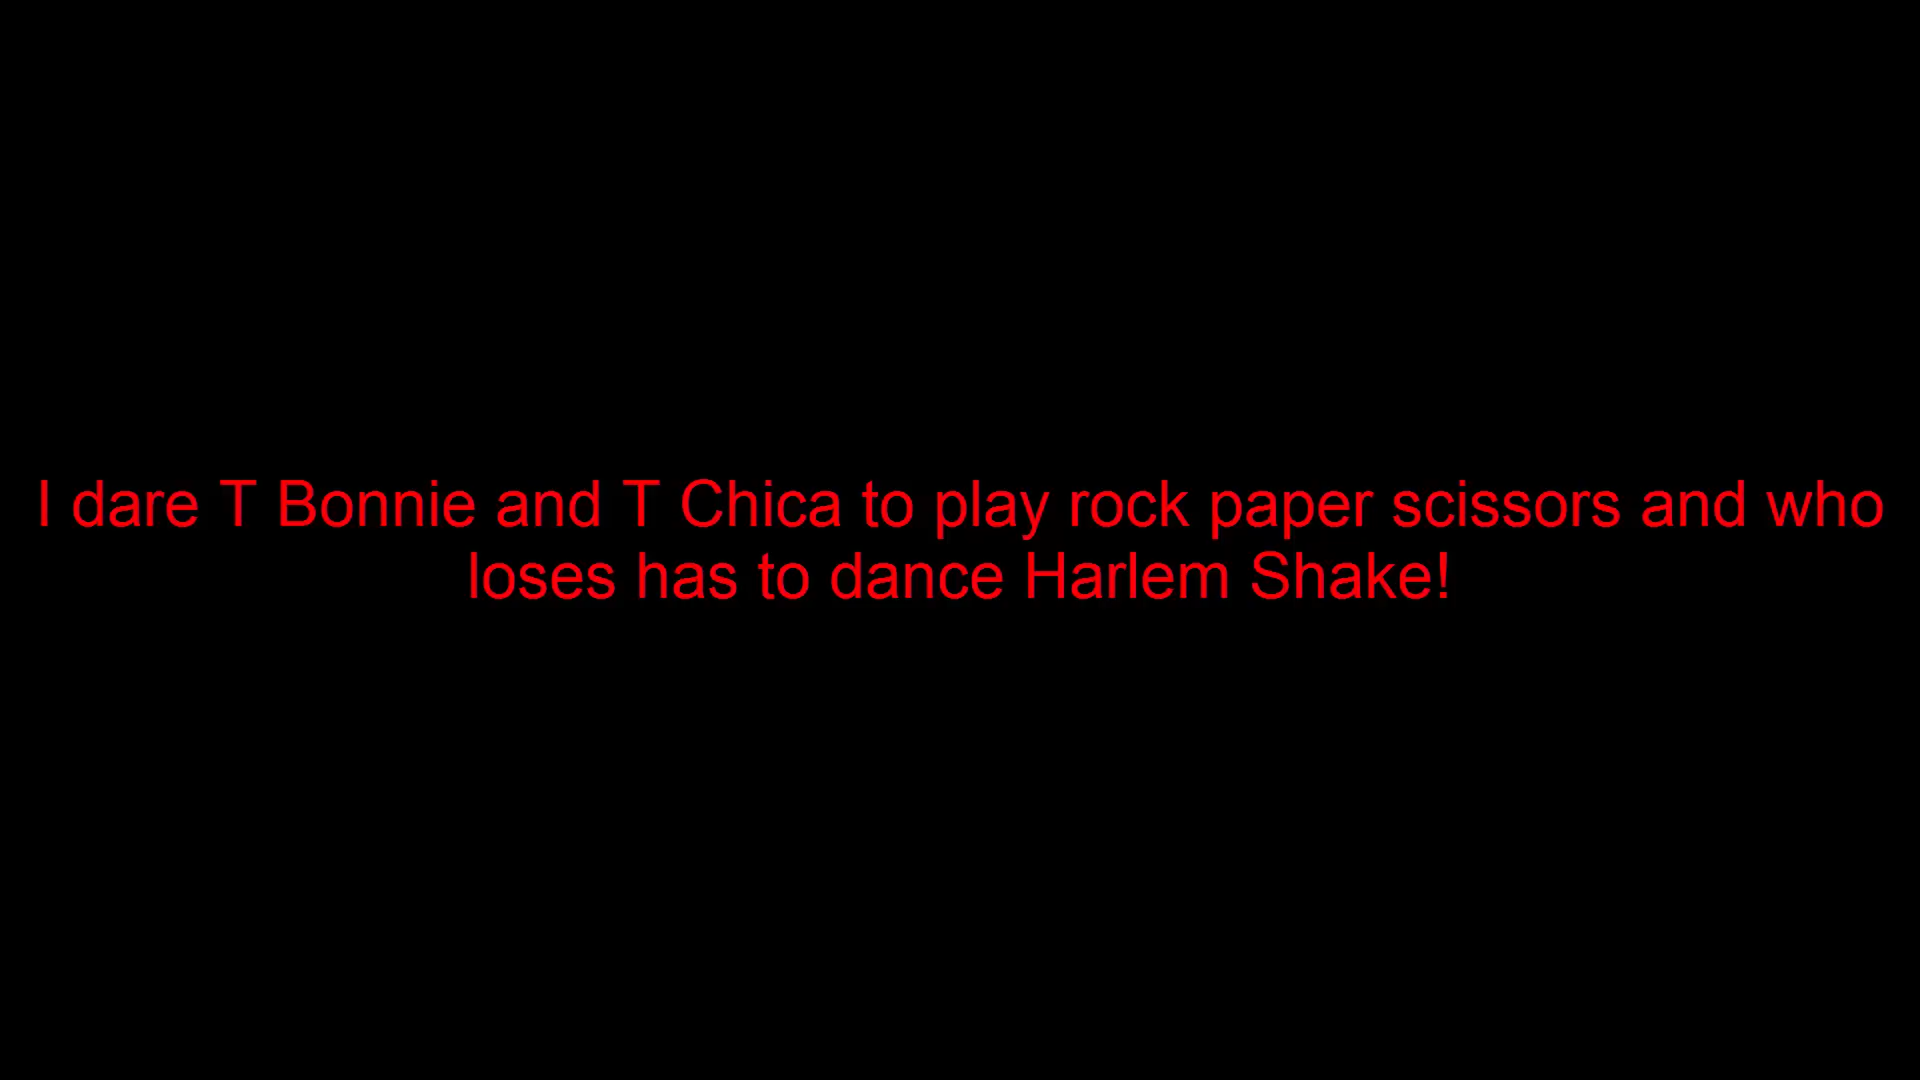 I dare T Bonnie and T Chica to play rock paper scissors and who
loses has to dance Harlem Shake!